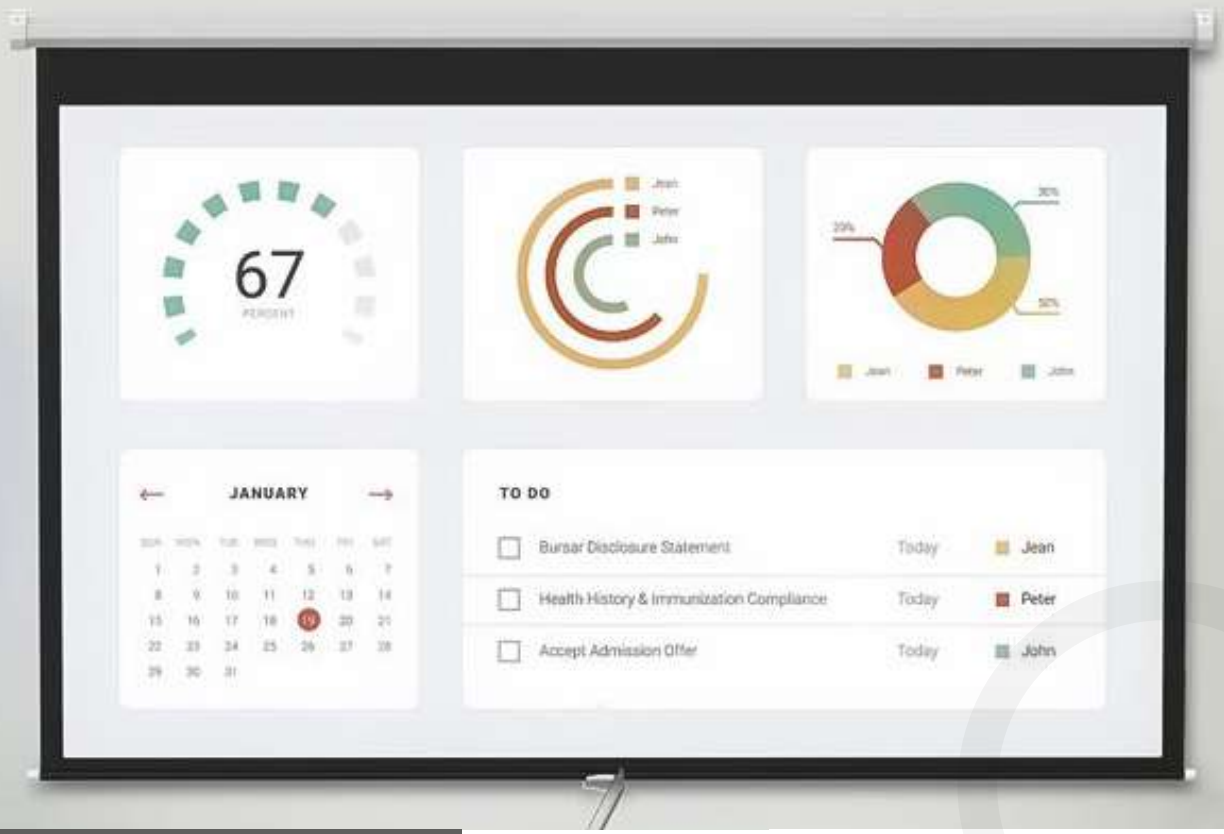 67
PERCENT
Jean
Peter
John
30%
20%
50%
Jean Peter John
JANUARY
SUN MON TUE WED THU FRI SAT
1 2 3 4 5 6 7
8 9 10 11 12 13 14
15 16 17 18 19 20 21
22 23 24 25 26 27 28
29 30 31
TO DO
Bursar Disclosure Statement Today Jean
Health History & Immunization Compliance Today Peter
Accept Admission Offer Today John